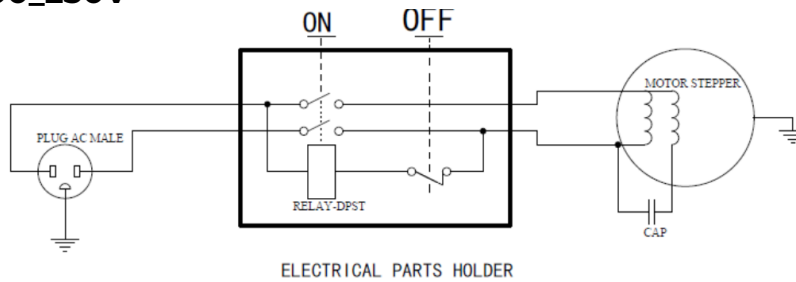 ON
OFF
MOTOR STEPPER
PLUG AC MALE
RELAY-DPST
CAP
ELECTRICAL PARTS HOLDER